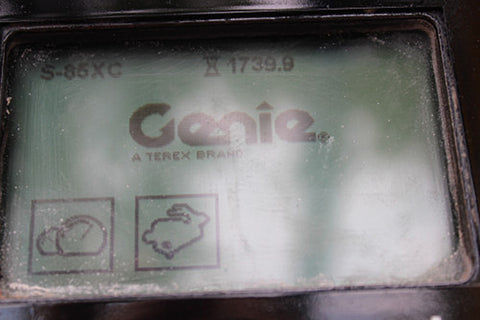 S-85XC 1739.9
Genie®
A TEREX BRAND